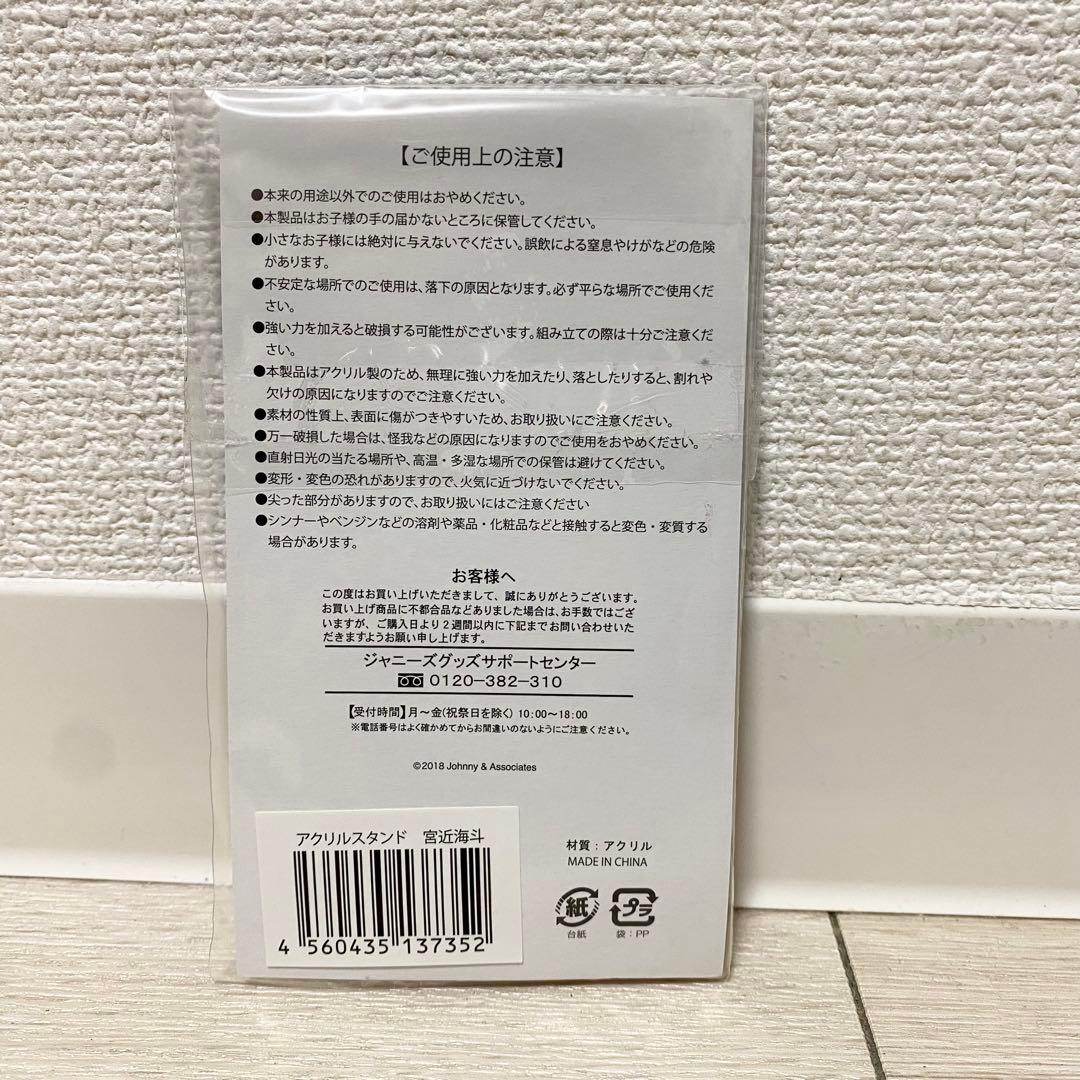 【ご使用上の注意】
●本来の用途以外でのご使用はおやめください。
●本製品はお子様の手の届かないところに保管してください。
●小さなお子様には絶対に与えないでください。誤飲による窒息やけがなどの危険
があります。
●不安定な場所でのご使用は、落下の原因となります。必ず平らな場所でご使用くだ
さい。
●強い力を加えると破損する可能性がございます。組み立ての際は十分ご注意くだ
さい。
●本製品はアクリル製のため、無理に強い力を加えたり、落としたりすると、割れや
欠けの原因になりますのでご注意ください。
●素材の性質上、表面に傷がつきやすいため、お取り扱いにご注意ください。
●万一破損した場合は、怪我などの原因になりますのでご使用をおやめください。
●直射日光の当たる場所や、高温・多湿な場所での保管は避けてください。
●変形・変色の恐れがありますので、火気に近づけないでください。
●尖った部分がありますので、お取り扱いにはご注意ください
●シンナーやベンジンなどの溶剤や薬品・化粧品などと接触すると変色・変質する
場合があります。
お客様へ
この度はお買い上げいただきまして、誠にありがとうございます。
お買い上げ商品に不都合品などありました場合は、お手数ではござ
いますが、ご購入日より2週間以内に下記までお問い合わせいた
だきますようお願い申し上げます。
ジャニーズグッズサポートセンター
0120-382-310
【受付時間】月～金(祝祭日を除く) 10:00～18:00
※電話番号はよく確かめてからお間違いのないようにご注意ください。
©2018 Johnny & Associates
アクリルスタンド 宮近海斗
4 560435 137352
材質：アクリル
MADE IN CHINA
紙 プラ
台紙 袋：PP